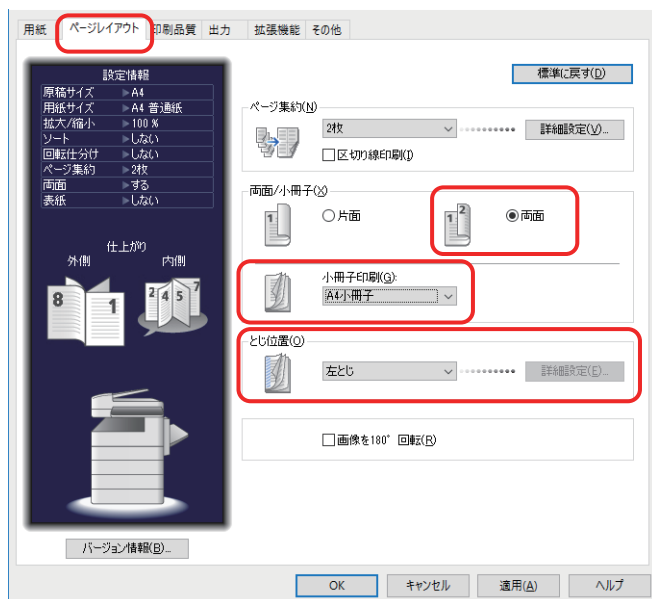 用紙 ページレイアウト 印刷品質 出力 拡張機能 その他
設定情報
原稿サイズ ▶A4
用紙サイズ ▶A4 普通紙
拡大/縮小 ▶100 %
ソート ▶しない
回転仕分け ▶しない
ページ集約 ▶2枚
両面 ▶する
表紙 ▶しない
仕上がり
外側 内側
8 1 2 4 5 7
バージョン情報(B)...
標準に戻す(D)
ページ集約(N)
2枚 詳細設定(V)...
区切り線印刷(I)
両面/小冊子(X)
1 片面 1 2 両面
小冊子印刷(G):
A4小冊子
とじ位置(O)
左とじ 詳細設定(E)...
画像を180° 回転(R)
OK キャンセル 適用(A) ヘルプ